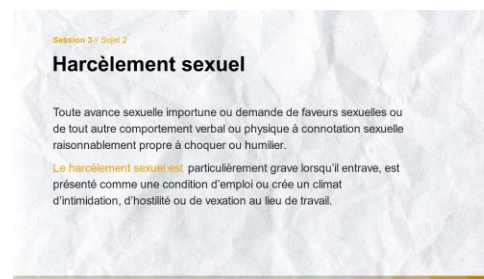 Session 3// Sujet 2
Harcèlement sexuel
Toute avance sexuelle importune ou demande de faveurs sexuelles ou
de tout autre comportement verbal ou physique à connotation sexuelle
raisonnablement propre à choquer ou humilier.
Le harcèlement sexuel est particulièrement grave lorsqu'il entrave, est
présenté comme une condition d'emploi ou crée un climat
d'intimidation, d'hostilité ou de vexation au lieu de travail.